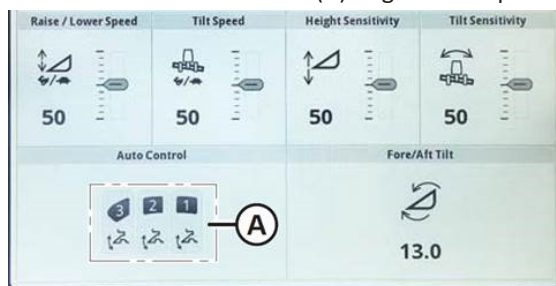 Raise / Lower Speed Tilt Speed Height Sensitivity Tilt Sensitivity
50 50 50 50
Auto Control Fore/Aft Tilt
3 2 1
A
13.0